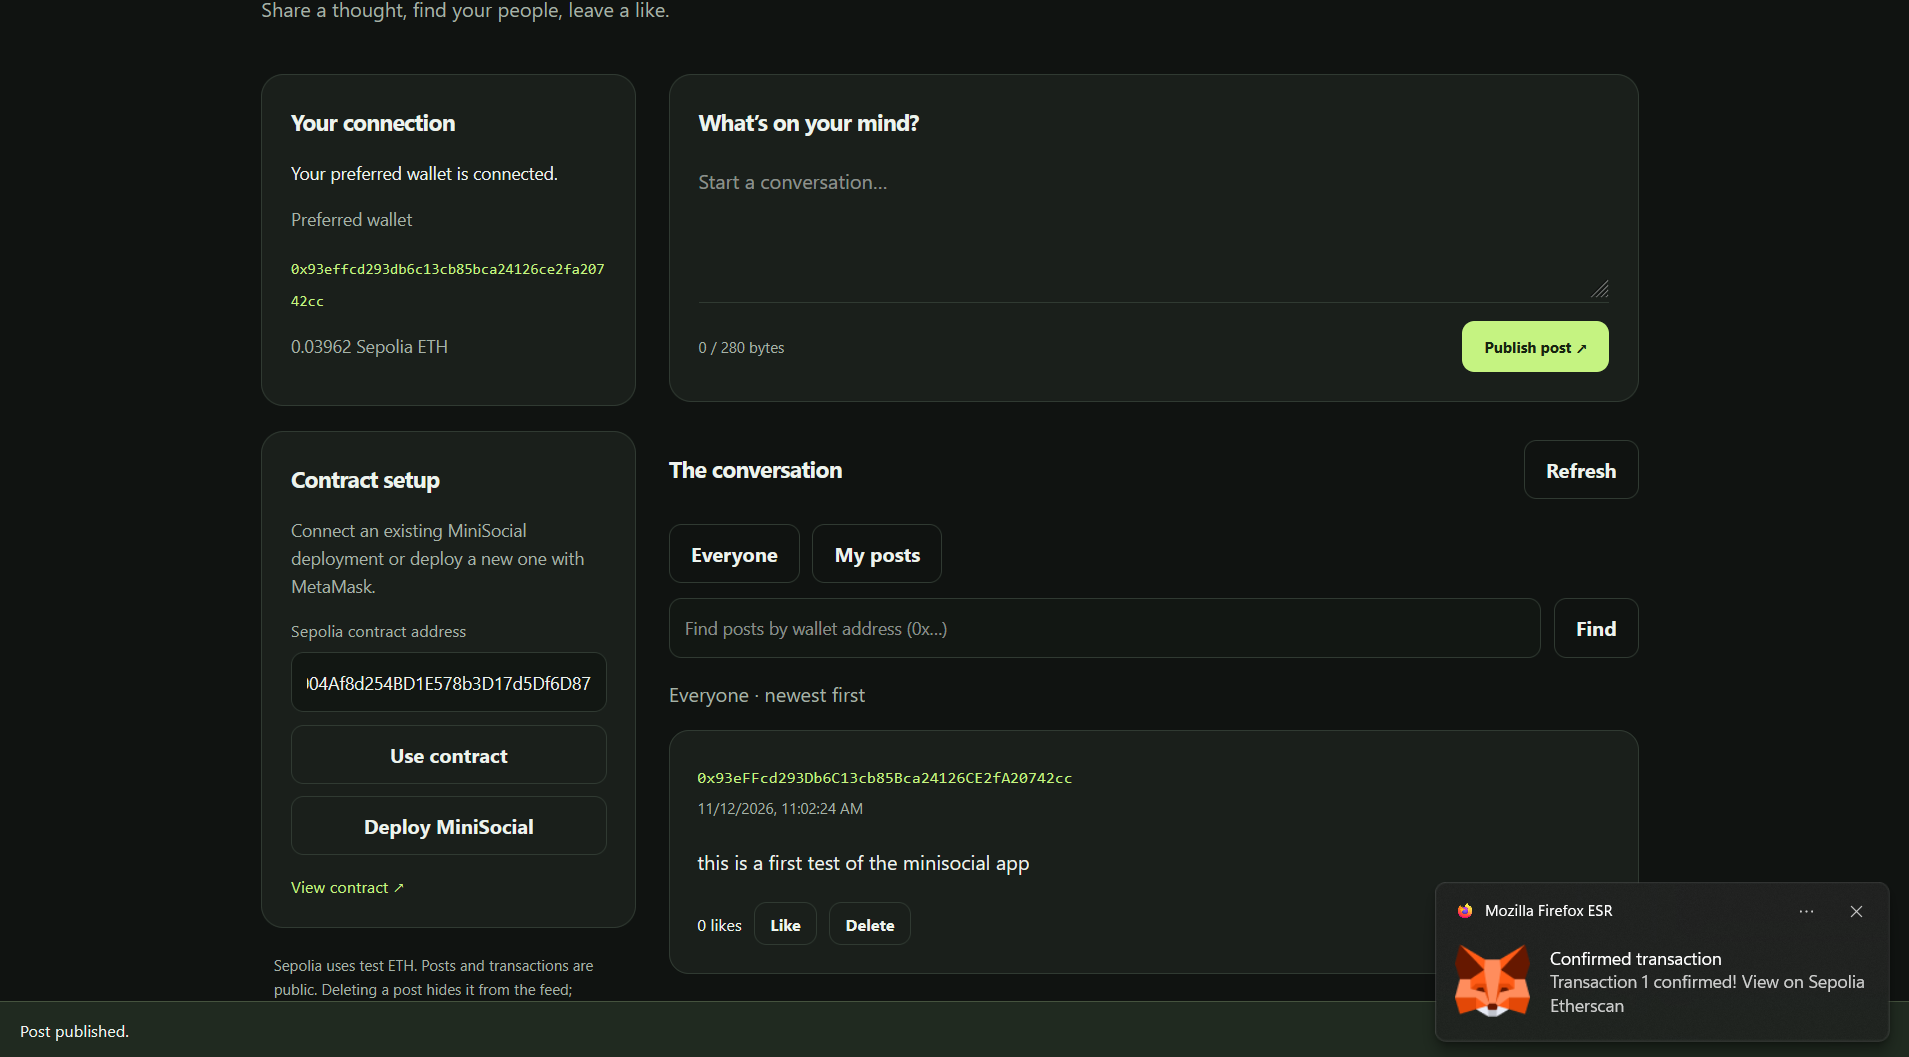 Share a thought, find your people, leave a like.
Your connection
Your preferred wallet is connected.
Preferred wallet
0x93effcd293db6c13cb85bca24126ce2fa207
42cc
0.03962 Sepolia ETH
What's on your mind?
Start a conversation...
0 / 280 bytes
Publish post ↗
Contract setup
Connect an existing MiniSocial
deployment or deploy a new one with
MetaMask.
Sepolia contract address
04Af8d254BD1E578b3D17d5Df6D87
Use contract
Deploy MiniSocial
View contract ↗
Sepolia uses test ETH. Posts and transactions are
public. Deleting a post hides it from the feed;
The conversation
Refresh
Everyone
My posts
Find posts by wallet address (0x...)
Find
Everyone · newest first
0x93eFFcd293Db6C13cb85Bca24126CE2fA20742cc
11/12/2026, 11:02:24 AM
this is a first test of the minisocial app
0 likes
Like
Delete
Mozilla Firefox ESR
Confirmed transaction
Transaction 1 confirmed! View on Sepolia
Etherscan
Post published.